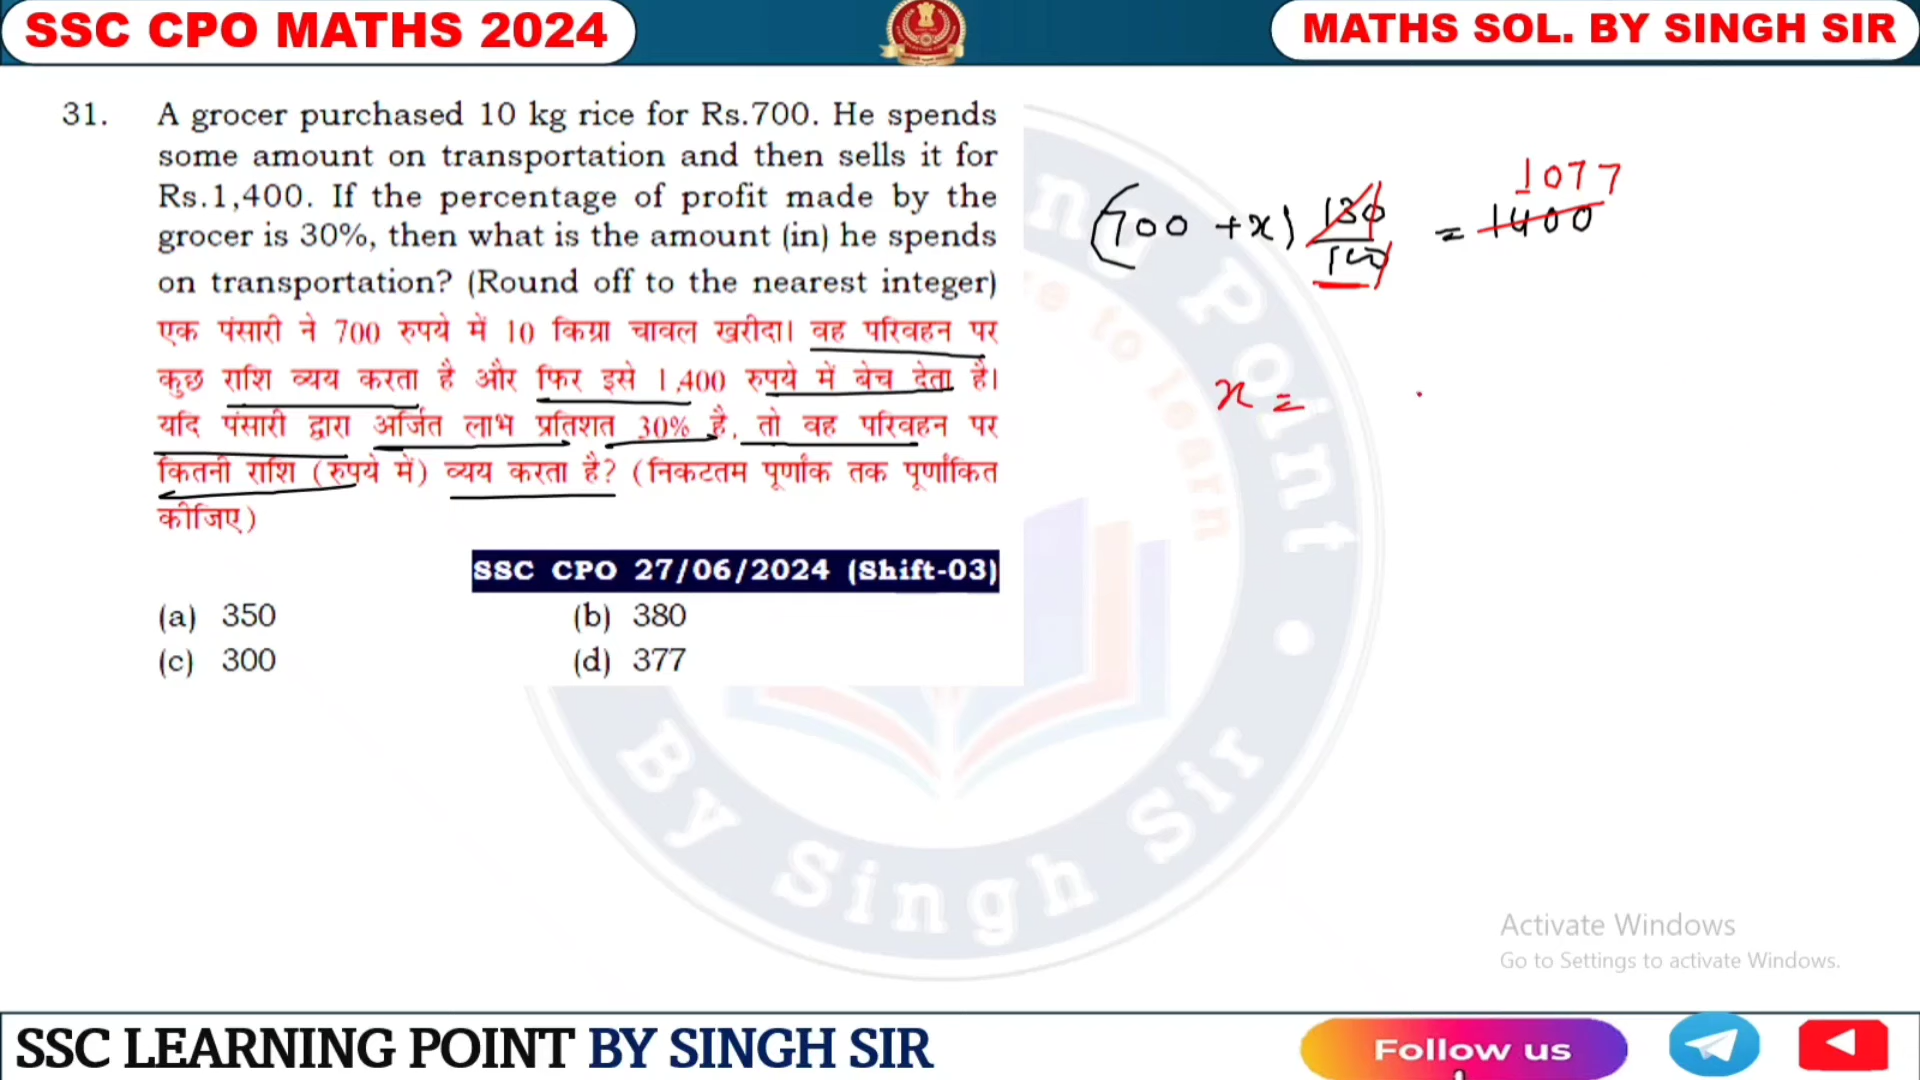 SSC CPO MATHS 2024
MATHS SOL. BY SINGH SIR
31. A grocer purchased 10 kg rice for Rs.700. He spends
some amount on transportation and then sells it for
Rs.1,400. If the percentage of profit made by the
grocer is 30%, then what is the amount (in) he spends
on transportation? (Round off to the nearest integer)
एक पंसारी ने 700 रुपये में 10 किग्रा चावल खरीदा। वह परिवहन पर
कुछ राशि व्यय करता है और फिर इसे 1,400 रुपये में बेच देता है।
यदि पंसारी द्वारा अर्जित लाभ प्रतिशत 30% है, तो वह परिवहन पर
कितनी राशि (रुपये में) व्यय करता है? (निकटतम पूर्णांक तक पूर्णांकित
कीजिए)
SSC CPO 27/06/2024 (Shift-03)
(a) 350 (b) 380
(c) 300 (d) 377
1077
(700 + x) 130/100 = 1400
x =
By Singh Sir
Activate Windows
Go to Settings to activate Windows.
SSC LEARNING POINT BY SINGH SIR
Follow us